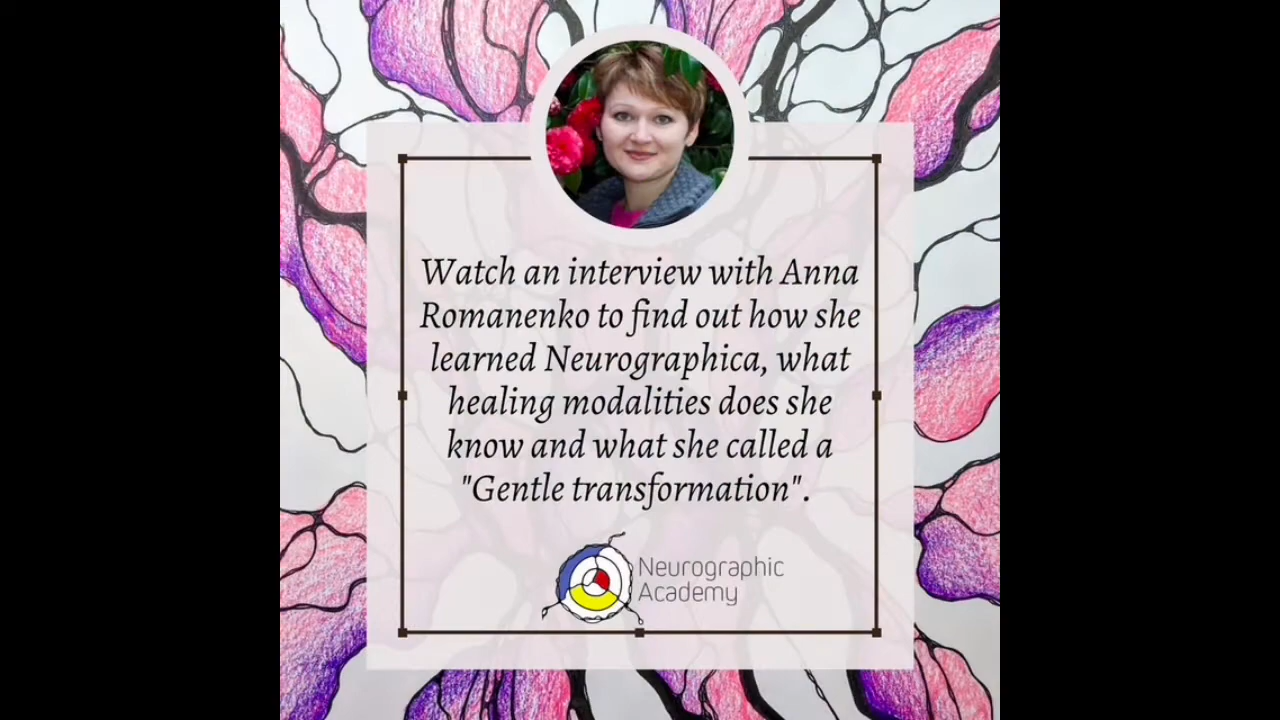 Watch an interview with Anna
Romanenko to find out how she
learned Neurographica, what
healing modalities does she
know and what she called a
"Gentle transformation".
Neurographic
Academy